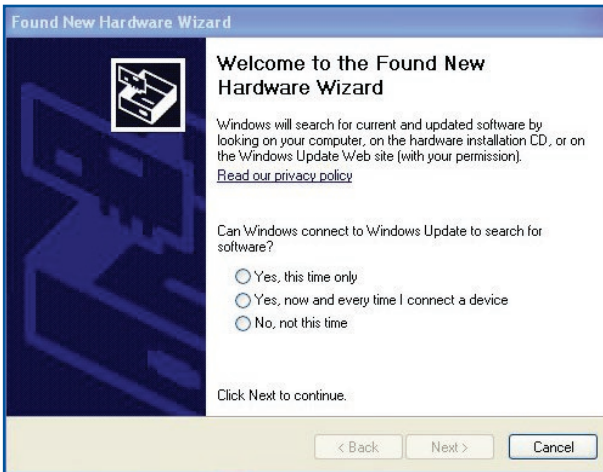 Found New Hardware Wizard
Welcome to the Found New
Hardware Wizard
Windows will search for current and updated software by
looking on your computer, on the hardware installation CD, or on
the Windows Update Web site (with your permission).
Read our privacy policy
Can Windows connect to Windows Update to search for
software?
Yes, this time only
Yes, now and every time I connect a device
No, not this time
Click Next to continue.
< Back Next > Cancel